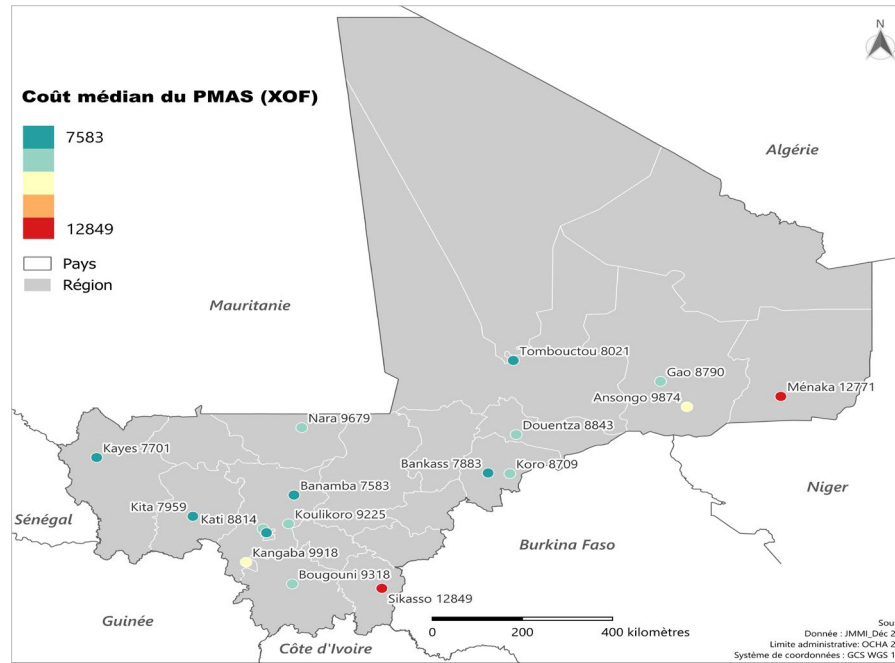 N
Coût médian du PMAS (XOF)
7583
12849
Pays
Région
Algérie
Mauritanie
Tombouctou 8021
Gao 8790
Ménaka 12771
Ansongo 9874
Nara 9679
Douentza 8843
Kayes 7701
Bankass 7883
Koro 8709
Banamba 7583
Niger
Kita 7959
Kati 8814
Koulikoro 9225
Sénégal
Burkina Faso
Kangaba 9918
Bougouni 9318
Sikasso 12849
Guinée
0 200 400 kilomètres
Côte d'Ivoire
Donnée : JMMI_Déc
Limite administrative: OCHA
Système de coordonnées : GCS WGS